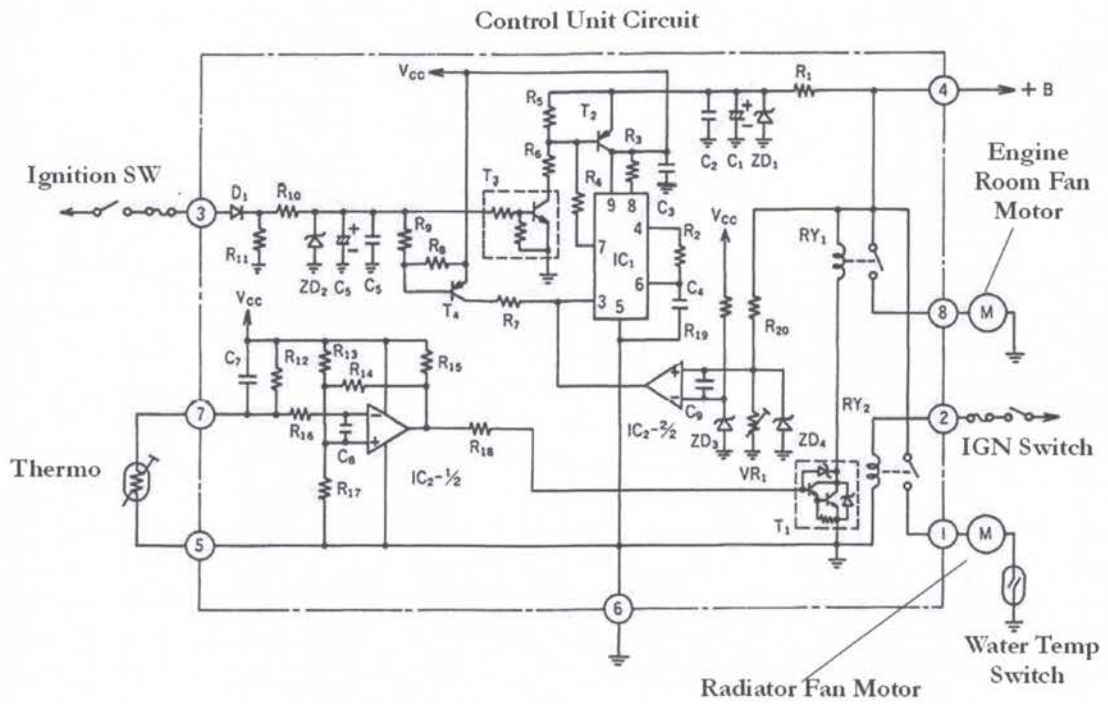 Control Unit Circuit
Vcc
R1
4
+ B
R5
T2
R3
C2
C1
ZD1
Engine
Room Fan
Motor
Ignition SW
R6
T3
R4
C3
3
D1
R10
R9
R8
R11
ZD2
C5
C5
T4
R7
9
8
7
4
IC1
6
3
5
R2
C4
R19
Vcc
RY1
R20
8
M
Vcc
C7
R12
R13
R14
R15
7
R16
C8
IC2-1/2
R18
R17
Thermo
5
+
−
C9
IC2-2/2
ZD3
VR1
ZD4
RY2
2
IGN Switch
T1
1
M
6
Water Temp
Switch
Radiator Fan Motor